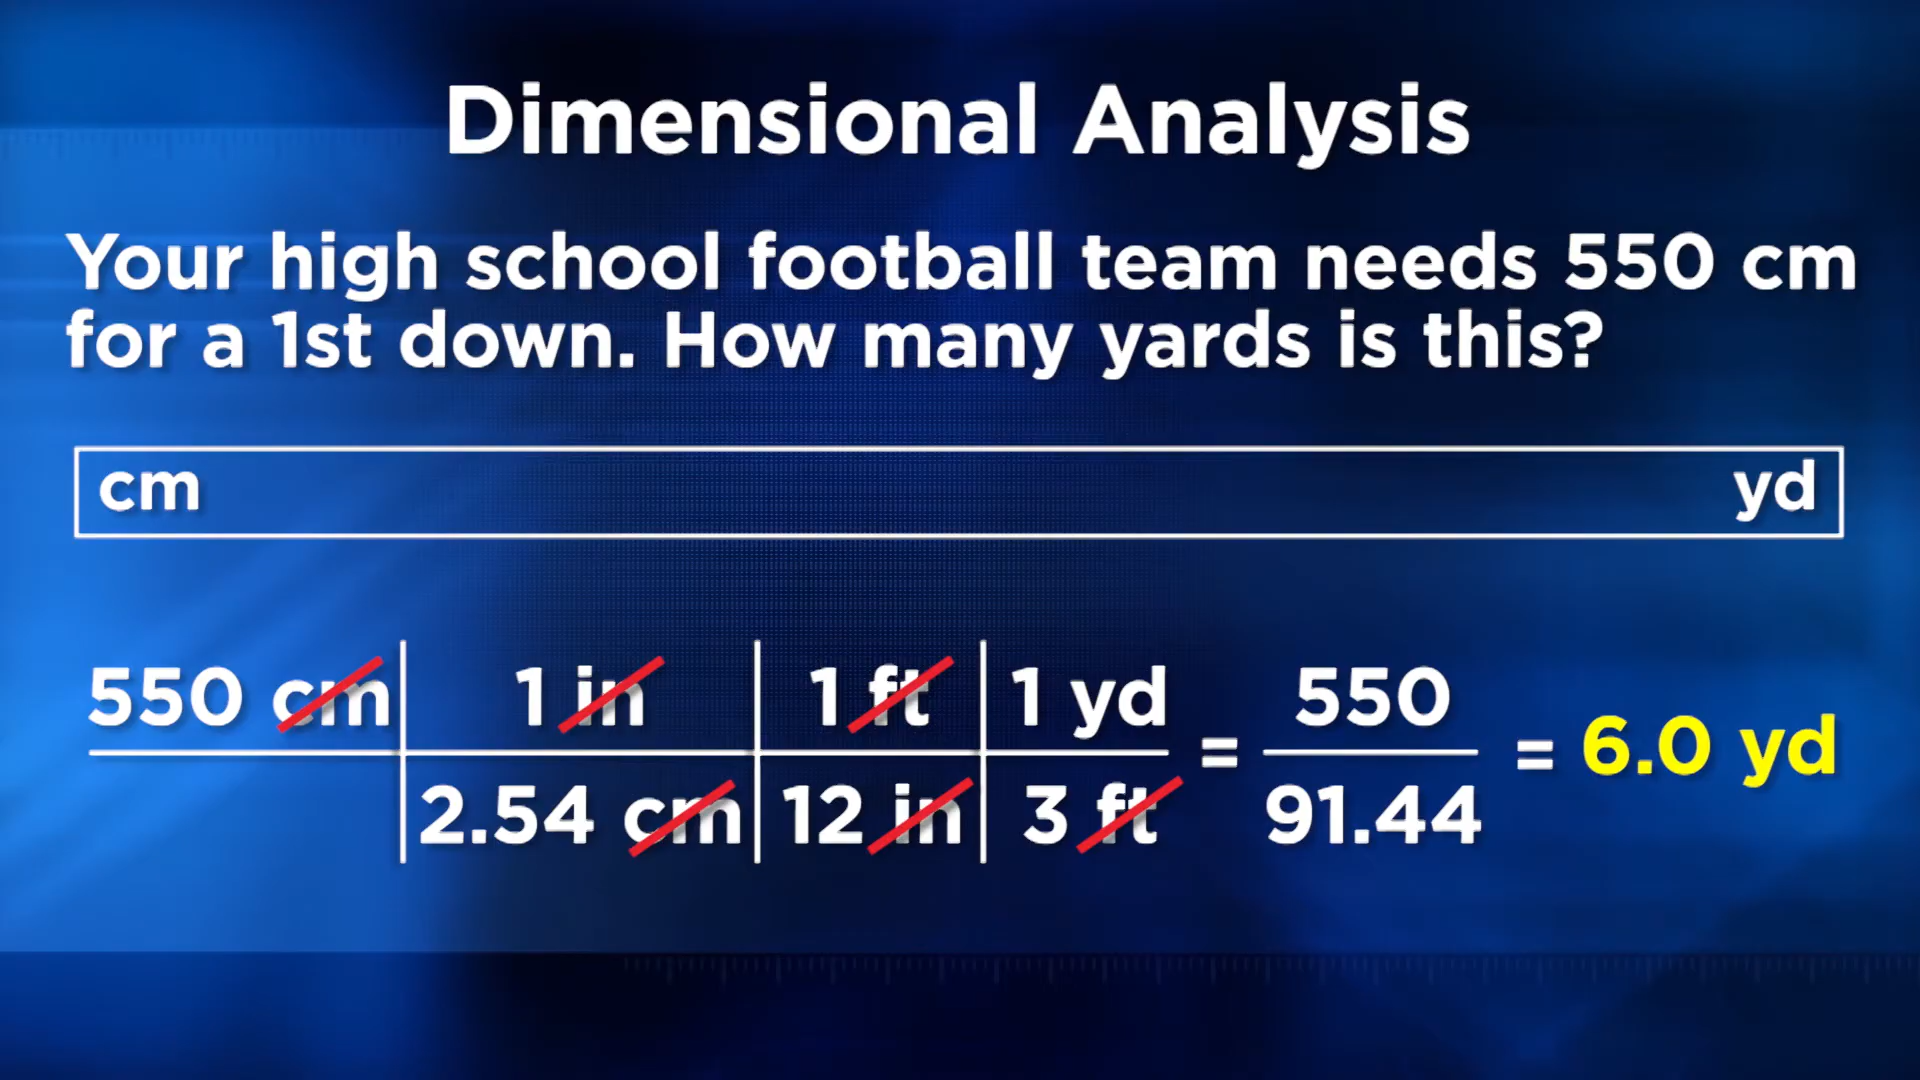 Dimensional Analysis
Your high school football team needs 550 cm
for a 1st down. How many yards is this?
cm yd
550 cm 1 in 1 ft 1 yd 550
= = 6.0 yd
2.54 cm 12 in 3 ft 91.44